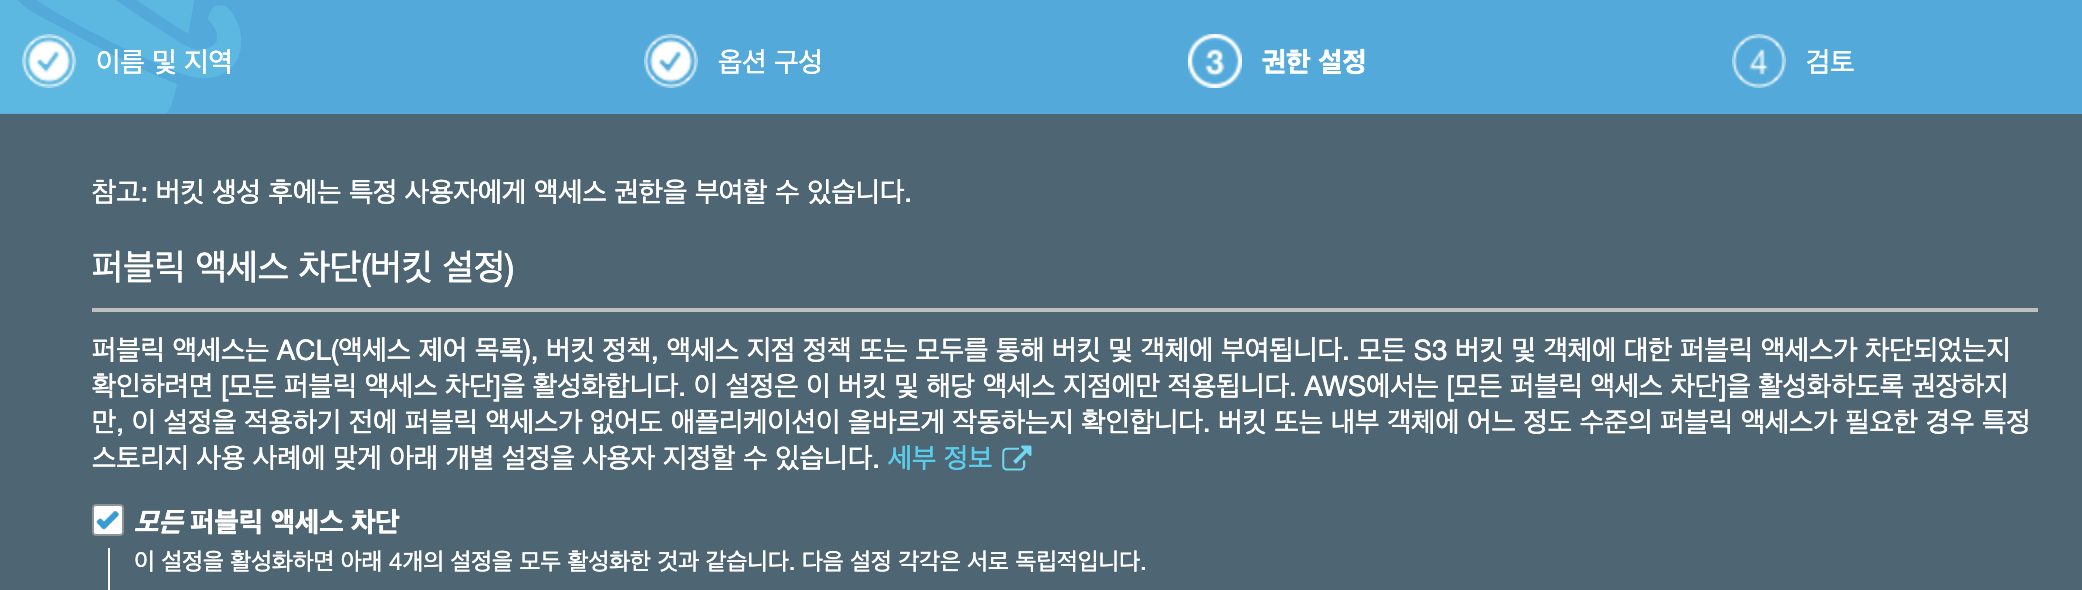 이름 및 지역
옵션 구성
3 권한 설정
4 검토
참고: 버킷 생성 후에는 특정 사용자에게 액세스 권한을 부여할 수 있습니다.
퍼블릭 액세스 차단(버킷 설정)
퍼블릭 액세스는 ACL(액세스 제어 목록), 버킷 정책, 액세스 지점 정책 또는 모두를 통해 버킷 및 객체에 부여됩니다. 모든 S3 버킷 및 객체에 대한 퍼블릭 액세스가 차단되었는지
확인하려면 [모든 퍼블릭 액세스 차단]을 활성화합니다. 이 설정은 이 버킷 및 해당 액세스 지점에만 적용됩니다. AWS에서는 [모든 퍼블릭 액세스 차단]을 활성화하도록 권장하지
만, 이 설정을 적용하기 전에 퍼블릭 액세스가 없어도 애플리케이션이 올바르게 작동하는지 확인합니다. 버킷 또는 내부 객체에 어느 정도 수준의 퍼블릭 액세스가 필요한 경우 특정
스토리지 사용 사례에 맞게 아래 개별 설정을 사용자 지정할 수 있습니다. 세부 정보
모든 퍼블릭 액세스 차단
이 설정을 활성화하면 아래 4개의 설정을 모두 활성화한 것과 같습니다. 다음 설정 각각은 서로 독립적입니다.